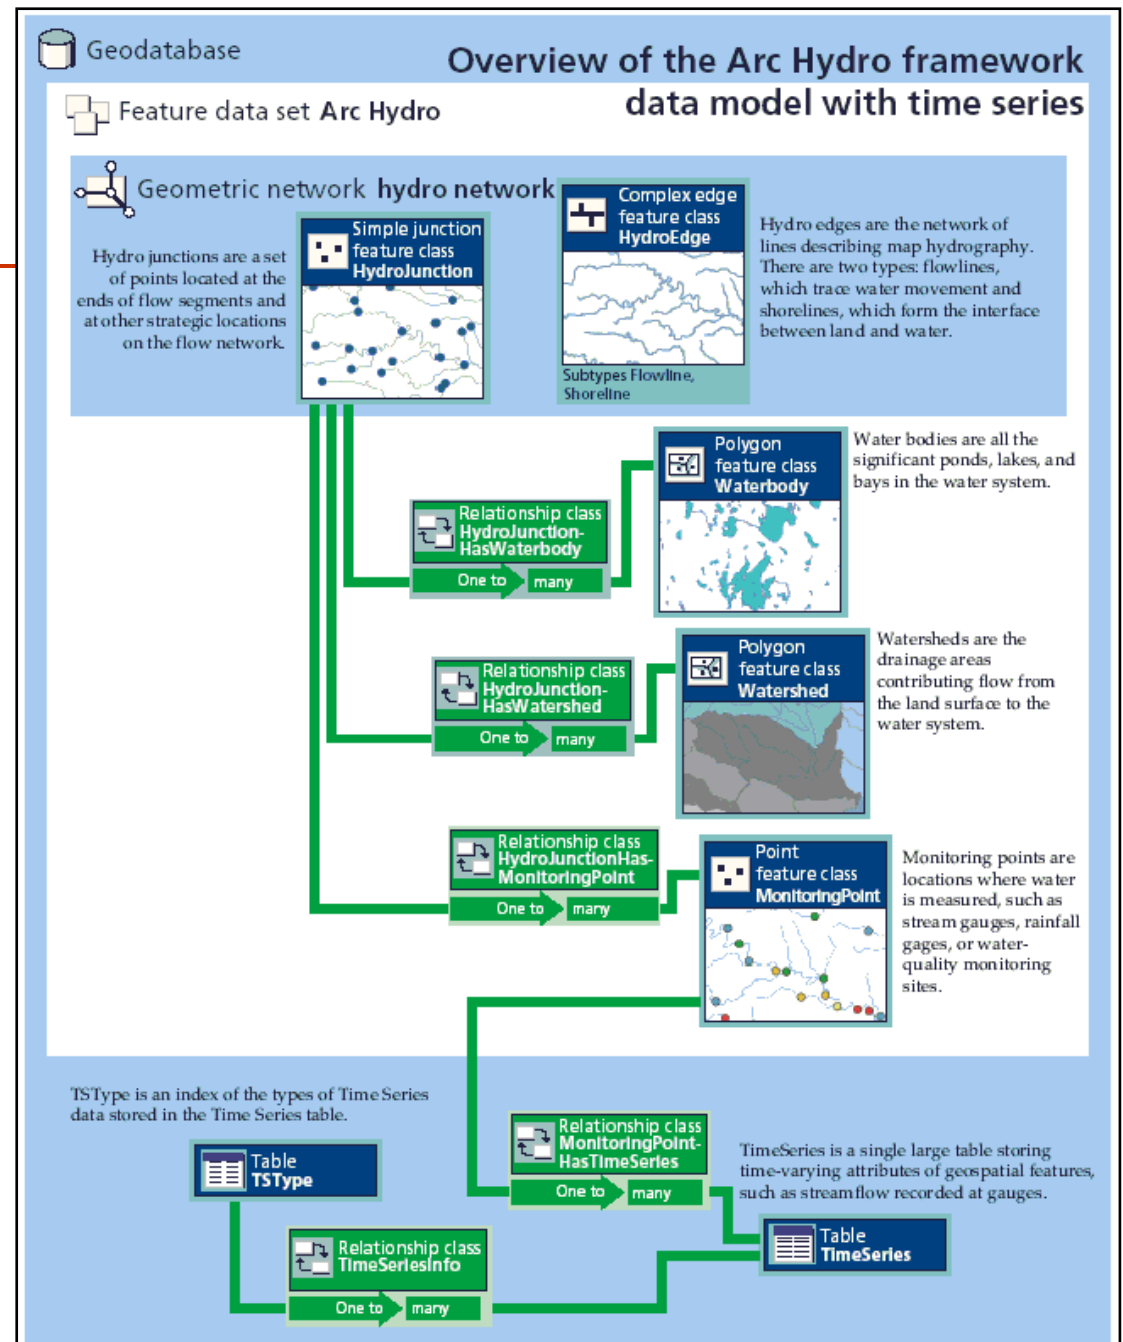 Geodatabase
Overview of the Arc Hydro framework
data model with time series
Feature data set Arc Hydro
Geometric network hydro network
Hydro junctions are a set
of points located at the
ends of flow segments and
at other strategic locations
on the flow network.
Simple junction
feature class
HydroJunction
Complex edge
feature class
HydroEdge
Subtypes Flowline,
Shoreline
Hydro edges are the network of
lines describing map hydrography.
There are two types: flowlines,
which trace water movement and
shorelines, which form the interface
between land and water.
Relationship class
HydroJunction-
HasWaterbody
One to many
Polygon
feature class
Waterbody
Water bodies are all the
significant ponds, lakes, and
bays in the water system.
Relationship class
HydroJunction-
HasWatershed
One to many
Polygon
feature class
Watershed
Watersheds are the
drainage areas
contributing flow from
the land surface to the
water system.
Relationship class
HydroJunctionHas-
MonitoringPoint
One to many
Point
feature class
MonitoringPoint
Monitoring points are
locations where water
is measured, such as
stream gauges, rainfall
gages, or water-
quality monitoring
sites.
TSType is an index of the types of Time Series
data stored in the Time Series table.
Table
TSType
Relationship class
MonitoringPoint-
HasTimeSeries
One to many
TimeSeries is a single large table storing
time-varying attributes of geospatial features,
such as streamflow recorded at gauges.
Table
TimeSeries
Relationship class
TimeSeriesInfo
One to many